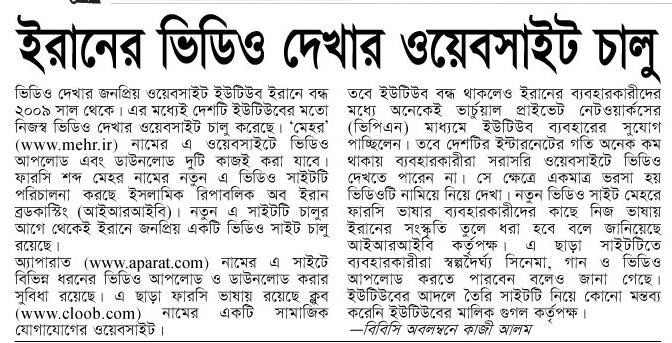 ইরানের ভিডিও দেখার ওয়েবসাইট চালু
ভিডিও দেখার জনপ্রিয় ওয়েবসাইট ইউটিউব ইরানে বন্ধ
২০০৯ সাল থেকে। এর মধ্যেই দেশটি ইউটিউবের মতো
নিজস্ব ভিডিও দেখার ওয়েবসাইট চালু করেছে। 'মেহর'
(www.mehr.ir) নামের এ ওয়েবসাইটে ভিডিও
আপলোড এবং ডাউনলোড দুটি কাজই করা যাবে।
ফারসি শব্দ মেহর নামের নতুন এ ভিডিও সাইটটি
পরিচালনা করছে ইসলামিক রিপাবলিক অব ইরান
ব্রডকাস্টিং (আইআরআইবি)। নতুন এ সাইটটি চালুর
আগে থেকেই ইরানে জনপ্রিয় একটি ভিডিও সাইট চালু
রয়েছে।
অ্যাপারাত (www.aparat.com) নামের এ সাইটে
বিভিন্ন ধরনের ভিডিও আপলোড ও ডাউনলোড করার
সুবিধা রয়েছে। এ ছাড়া ফারসি ভাষায় রয়েছে ক্লুব
(www.cloob.com) নামের একটি সামাজিক
যোগাযোগের ওয়েবসাইট।
তবে ইউটিউব বন্ধ থাকলেও ইরানের ব্যবহারকারীদের
মধ্যে অনেকেই ভার্চুয়াল প্রাইভেট নেটওয়ার্কসের
(ভিপিএন) মাধ্যমে ইউটিউব ব্যবহারের সুযোগ
পাচ্ছিলেন। তবে দেশটির ইন্টারনেটের গতি অনেক কম
থাকায় ব্যবহারকারীরা সরাসরি ওয়েবসাইটে ভিডিও
দেখতে পারেন না। সে ক্ষেত্রে একমাত্র ভরসা হয়
ভিডিওটি নামিয়ে নিয়ে দেখা। নতুন ভিডিও সাইট মেহরে
ফারসি ভাষার ব্যবহারকারীদের কাছে নিজ ভাষায়
ইরানের সংস্কৃতি তুলে ধরা হবে বলে জানিয়েছে
আইআরআইবি কর্তৃপক্ষ। এ ছাড়া সাইটটিতে
ব্যবহারকারীরা স্বল্পদৈর্ঘ্য সিনেমা, গান ও ভিডিও
আপলোড করতে পারবেন বলেও জানা গেছে।
ইউটিউবের আদলে তৈরি সাইটটি নিয়ে কোনো মন্তব্য
করেনি ইউটিউবের মালিক গুগল কর্তৃপক্ষ।
—বিবিসি অবলম্বনে কাজী আলম